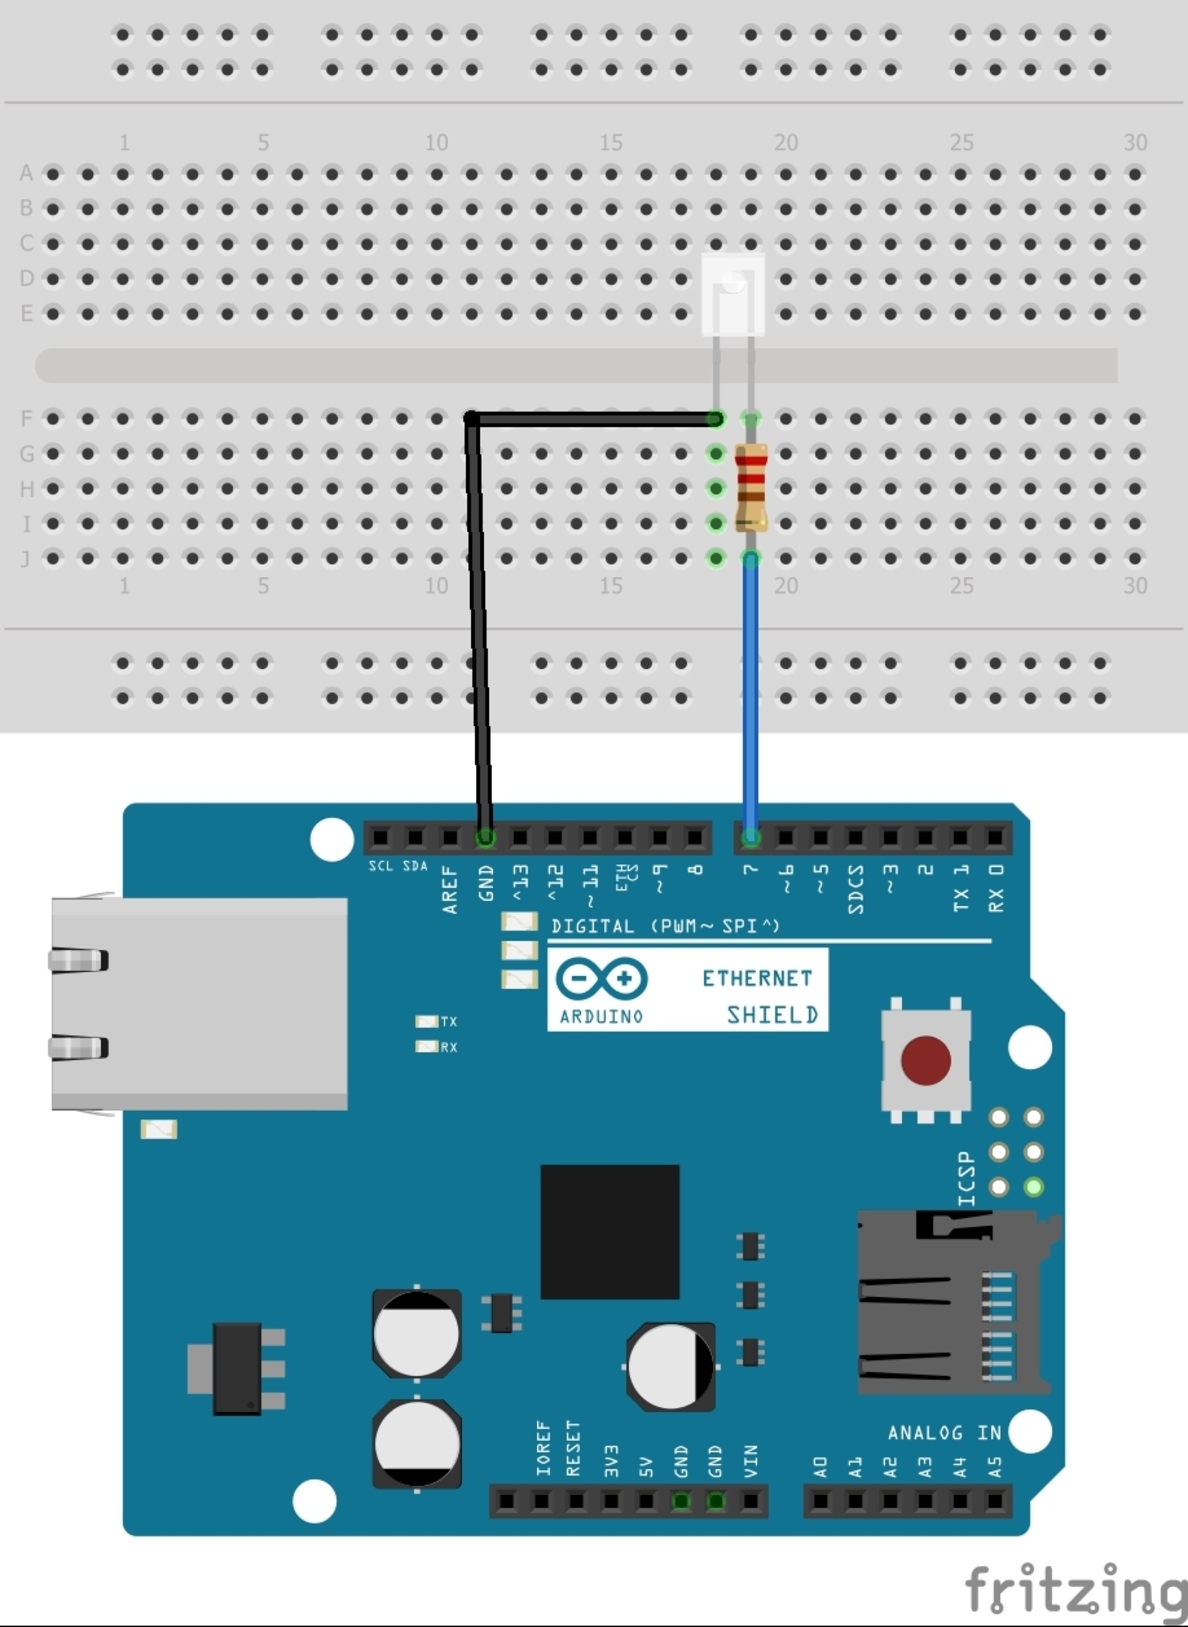 1 5 10 15 20 25 30
A
B
C
D
E
F
G
H
I
J
1 5 10 15 20 25 30
SCL SDA AREF GND ^13 ^12 ~11 ETH CS ~9 8 7 ~6 ~5 SDCS ~3 2 TX 1 RX 0
DIGITAL (PWM~ SPI^)
ETHERNET
ARDUINO SHIELD
TX
RX
ICSP
ANALOG IN
IOREF RESET 3V3 5V GND GND VIN A0 A1 A2 A3 A4 A5
fritzing